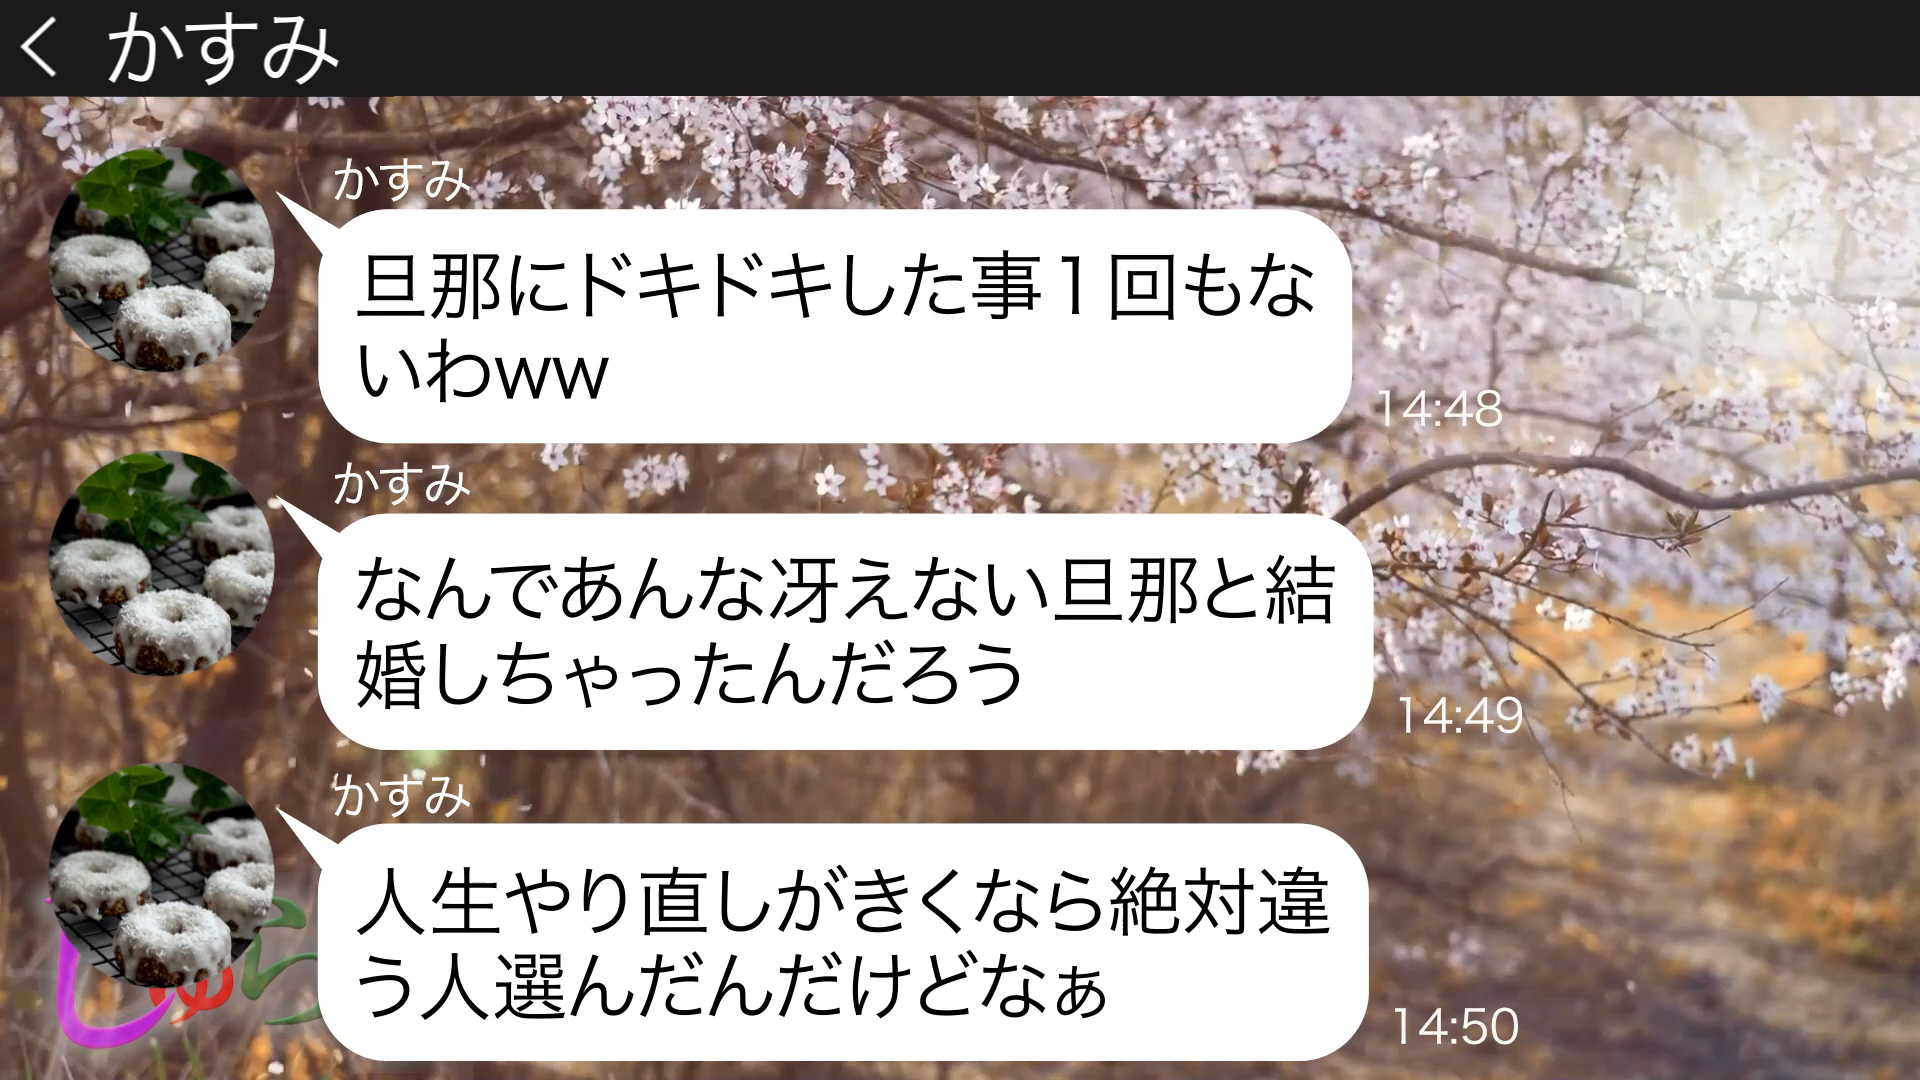 かすみ
かすみ
旦那にドキドキした事1回もな
いわww
14:48
かすみ
なんであんな冴えない旦那と結
婚しちゃったんだろう
14:49
かすみ
人生やり直しがきくなら絶対違
う人選んだんだけどなぁ
14:50